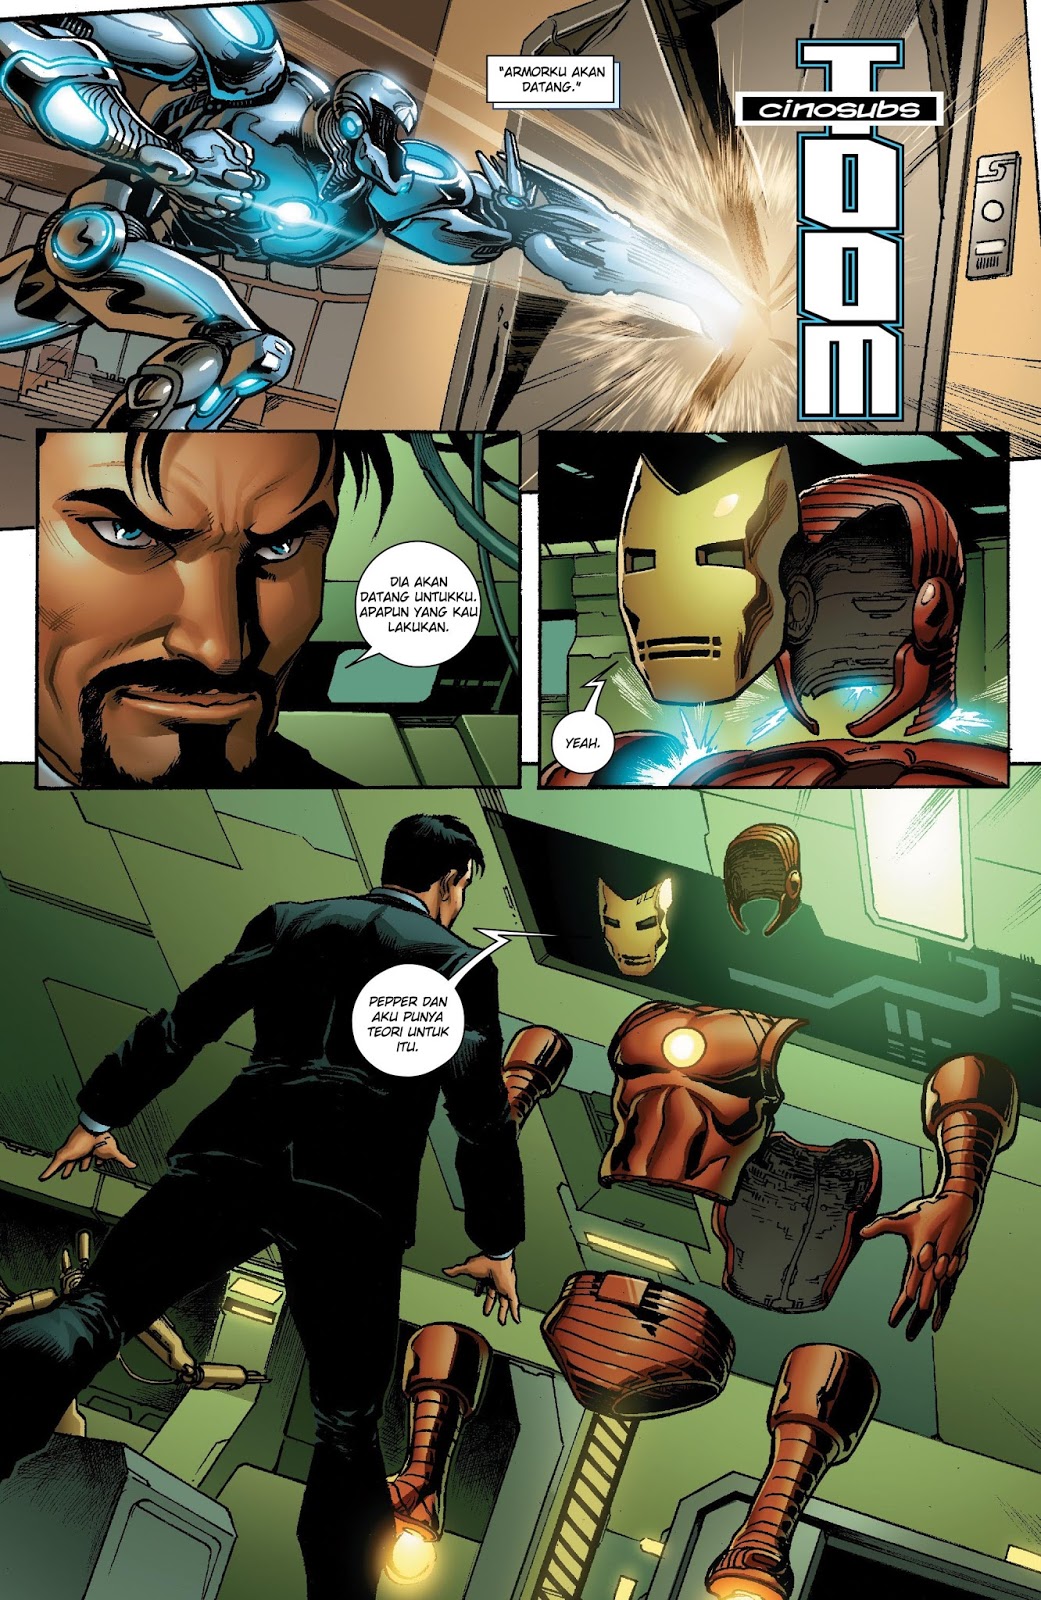 "ARMORKU AKAN
DATANG."
TOOM
cinosubs
DIA AKAN
DATANG UNTUKKU.
APAPUN YANG KAU
LAKUKAN.
YEAH.
PEPPER DAN
AKU PUNYA
TEORI UNTUK
ITU.